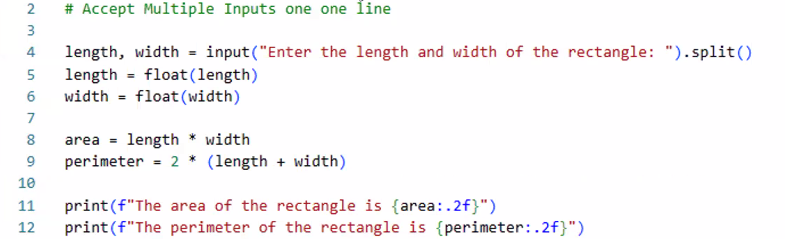 2 # Accept Multiple Inputs one one line
3
4 length, width = input("Enter the length and width of the rectangle: ").split()
5 length = float(length)
6 width = float(width)
7
8 area = length * width
9 perimeter = 2 * (length + width)
10
11 print(f"The area of the rectangle is {area:.2f}")
12 print(f"The perimeter of the rectangle is {perimeter:.2f}")